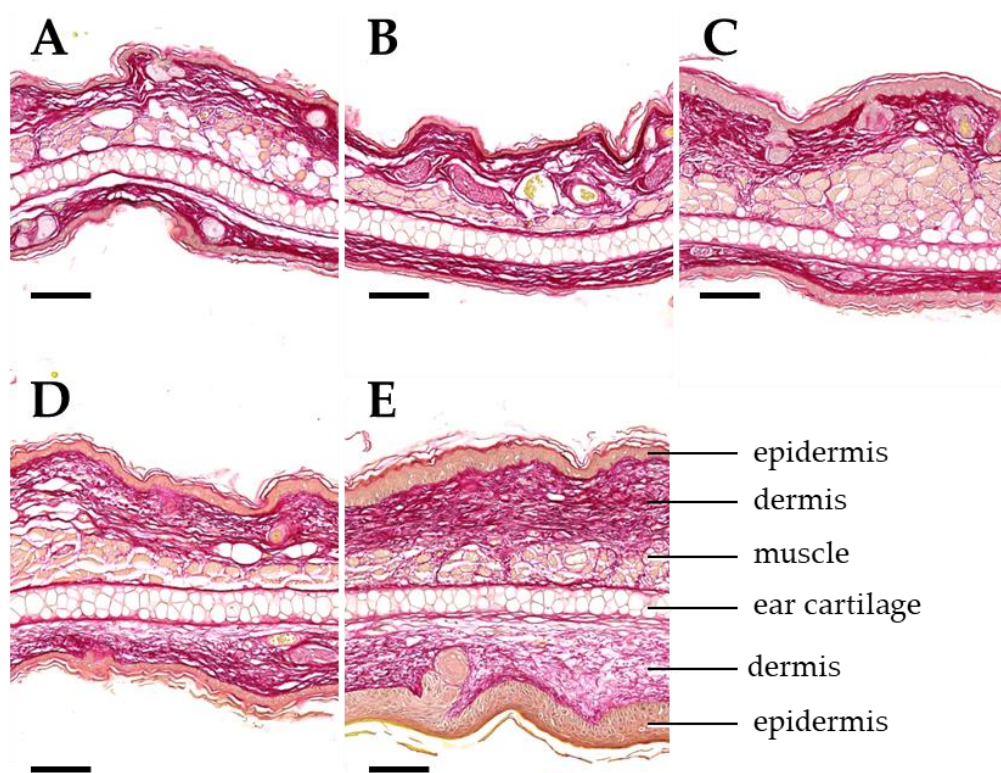 A
B
C
D
E
epidermis
dermis
muscle
ear cartilage
dermis
epidermis